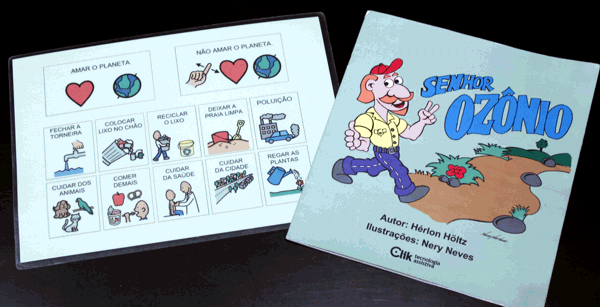 AMAR O PLANETA
NÃO AMAR O PLANETA
FECHAR A
TORNEIRA
COLOCAR
LIXO NO CHÃO
RECICLAR
O LIXO
DEIXAR A
PRAIA LIMPA
POLUIÇÃO
CUIDAR DOS
ANIMAIS
COMER
DEMAIS
CUIDAR
DA SAÚDE
CUIDAR
DA CIDADE
REGAR AS
PLANTAS
SENHOR
OZÔNIO
Autor: Hérlon Höltz
Ilustrações: Nery Neves
Clik tecnologia
assistiva